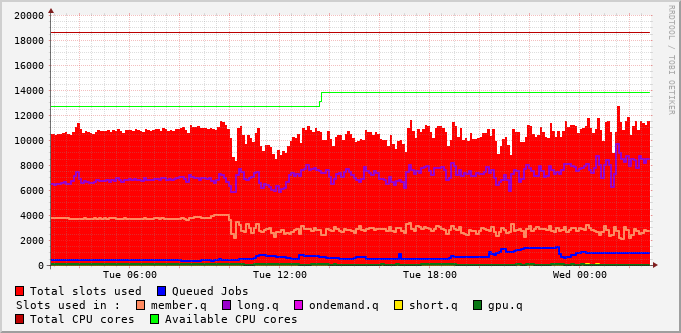 20000
18000
16000
14000
12000
10000
8000
6000
4000
2000
0
Tue 06:00 Tue 12:00 Tue 18:00 Wed 00:00
Total slots used Queued Jobs
Slots used in : member.q long.q ondemand.q short.q gpu.q
Total CPU cores Available CPU cores
RRDTOOL / TOBI OETIKER